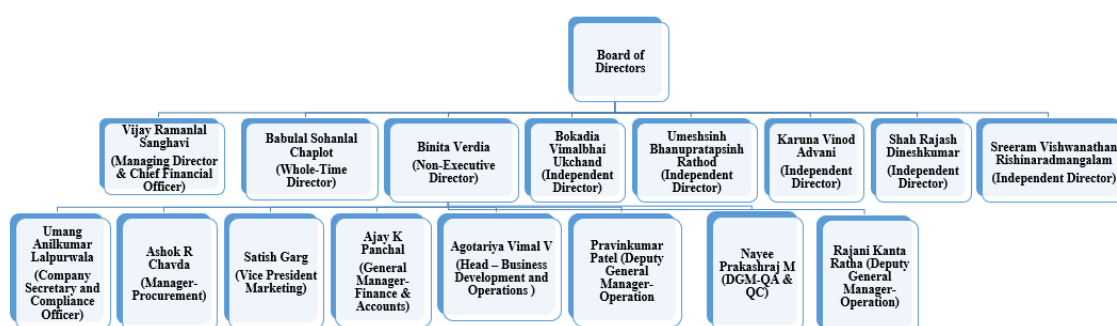 Board of
Directors
Vijay Ramanlal
Sanghavi
(Managing Director
& Chief Financial
Officer)
Babulal Sohanlal
Chaplot
(Whole-Time
Director)
Binita Verdia
(Non-Executive
Director)
Bokadia
Vimalbhai
Ukchand
(Independent
Director)
Umeshsinh
Bhanupratapsinh
Rathod
(Independent
Director)
Karuna Vinod
Advani
(Independent
Director)
Shah Rajash
Dineshkumar
(Independent
Director)
Sreeram Vishwanathan
Rishinaradmangalam
(Independent Director)
Umang
Anilkumar
Lalpurwala
(Company
Secretary and
Compliance
Officer)
Ashok R
Chavda
(Manager-
Procurement)
Satish Garg
(Vice President
Marketing)
Ajay K
Panchal
(General
Manager-
Finance &
Accounts)
Agotariya Vimal V
(Head – Business
Development and
Operations )
Pravinkumar
Patel (Deputy
General
Manager-
Operation
Nayee
Prakashraj M
(DGM-QA &
QC)
Rajani Kanta
Ratha (Deputy
General
Manager-
Operation)